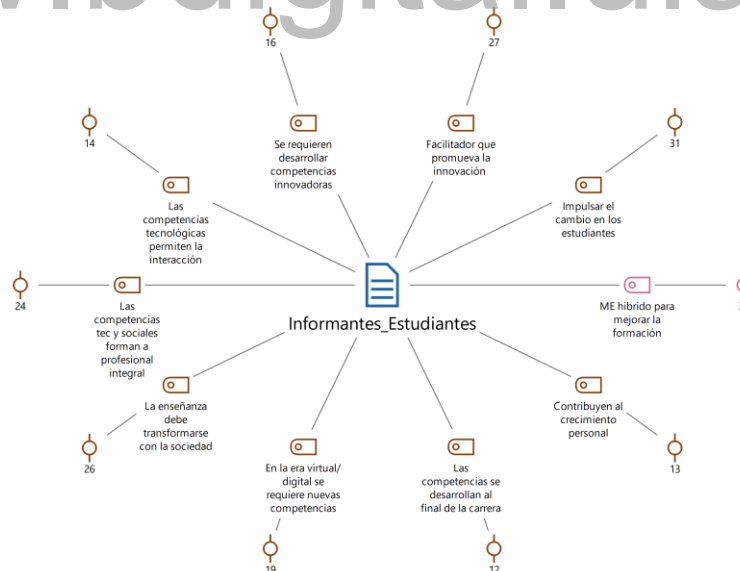 16
27
14
31
Se requieren
desarrollar
competencias
innovadoras
Facilitador que
promueva la
innovación
Las
competencias
tecnológicas
permiten la
interacción
Impulsar el
cambio en los
estudiantes
24
Las
competencias
tec y sociales
forman a
profesional
integral
Informantes_Estudiantes
ME hibrido para
mejorar la
formación
La enseñanza
debe
transformarse
con la sociedad
Contribuyen al
crecimiento
personal
26
13
En la era virtual/
digital se
requiere nuevas
competencias
Las
competencias se
desarrollan al
final de la carrera
19
12